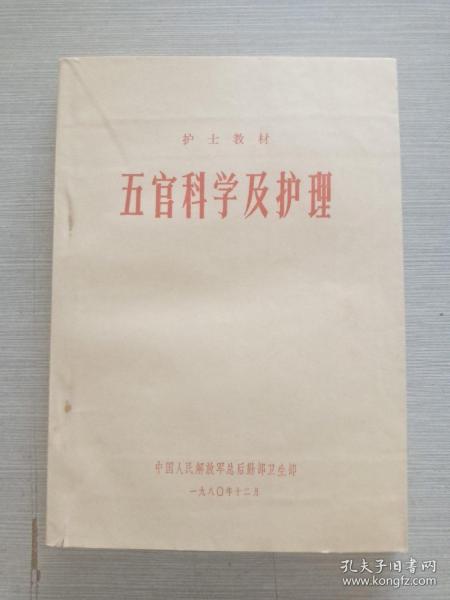 护士教材
五官科学及护理
中国人民解放军总后勤部卫生部
一九八〇年十二月
孔夫子旧书网
www.kongfz.com